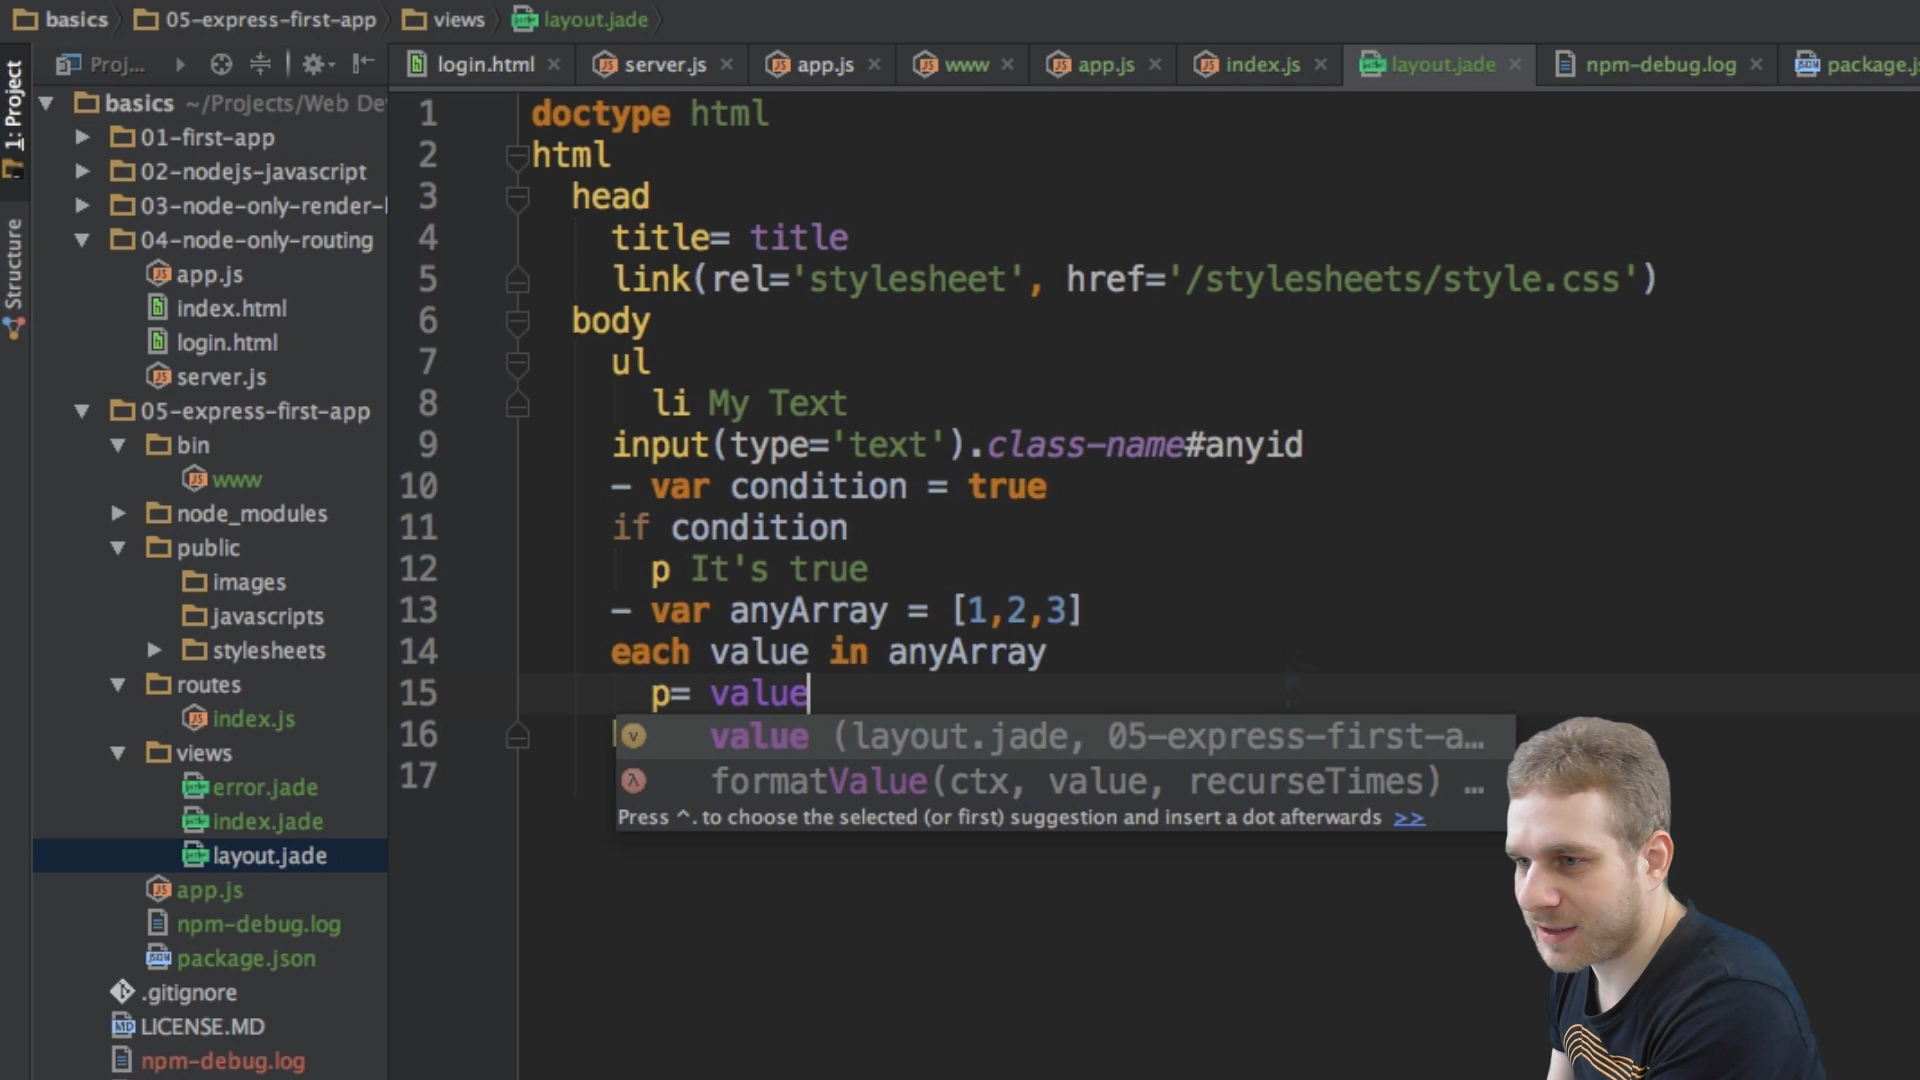 basics 05-express-first-app views layout.jade
Proj...
login.html server.js app.js www app.js index.js layout.jade npm-debug.log package.js
1: Project
Structure
basics ~/Projects/Web De
01-first-app
02-nodejs-javascript
03-node-only-render-
04-node-only-routing
app.js
index.html
login.html
server.js
05-express-first-app
bin
www
node_modules
public
images
javascripts
stylesheets
routes
index.js
views
error.jade
index.jade
layout.jade
app.js
npm-debug.log
package.json
.gitignore
LICENSE.MD
npm-debug.log
1 doctype html
2 html
3 head
4 title= title
5 link(rel='stylesheet', href='/stylesheets/style.css')
6 body
7 ul
8 li My Text
9 input(type='text').class-name#anyid
10 - var condition = true
11 if condition
12 p It's true
13 - var anyArray = [1,2,3]
14 each value in anyArray
15 p= value
16
17
value (layout.jade, 05-express-first-a...
formatValue(ctx, value, recurseTimes) ...
Press ^. to choose the selected (or first) suggestion and insert a dot afterwards >>